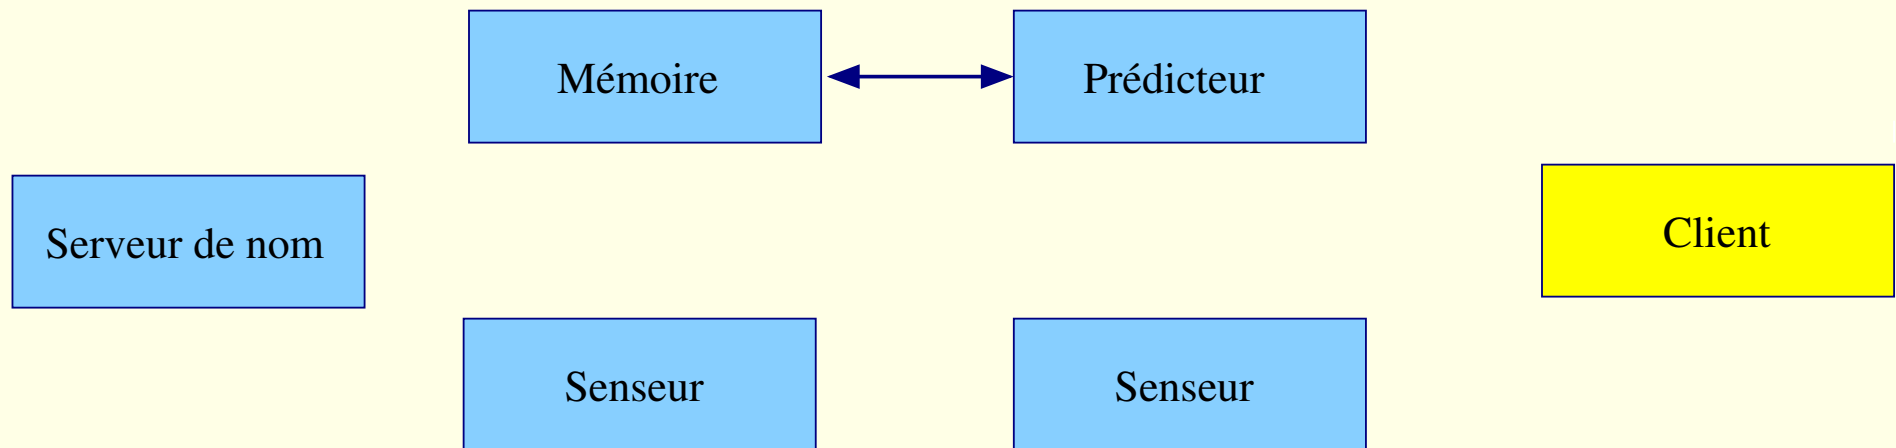 Mémoire
Prédicteur
Serveur de nom
Client
Senseur
Senseur